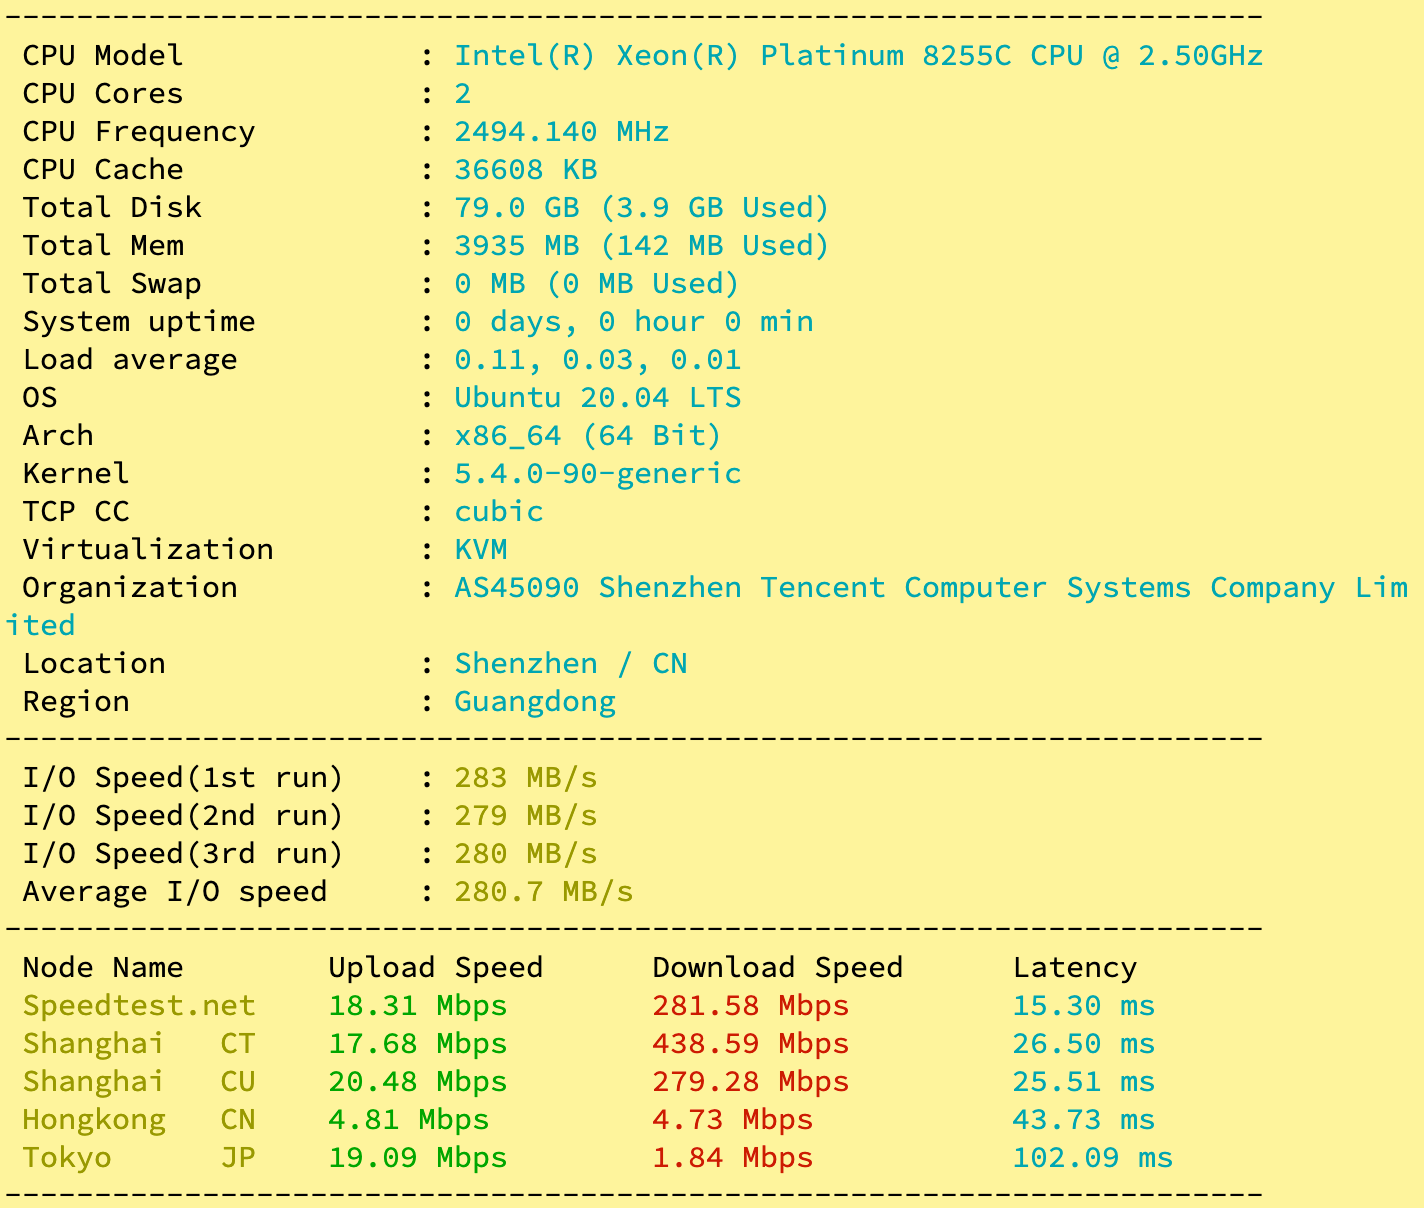 ----------------------------------------------------------------------
CPU Model             : Intel(R) Xeon(R) Platinum 8255C CPU @ 2.50GHz
CPU Cores             : 2
CPU Frequency         : 2494.140 MHz
CPU Cache             : 36608 KB
Total Disk            : 79.0 GB (3.9 GB Used)
Total Mem             : 3935 MB (142 MB Used)
Total Swap            : 0 MB (0 MB Used)
System uptime         : 0 days, 0 hour 0 min
Load average          : 0.11, 0.03, 0.01
OS                    : Ubuntu 20.04 LTS
Arch                  : x86_64 (64 Bit)
Kernel                : 5.4.0-90-generic
TCP CC                : cubic
Virtualization        : KVM
Organization          : AS45090 Shenzhen Tencent Computer Systems Company Lim
ited
Location              : Shenzhen / CN
Region                : Guangdong
----------------------------------------------------------------------
I/O Speed(1st run)    : 283 MB/s
I/O Speed(2nd run)    : 279 MB/s
I/O Speed(3rd run)    : 280 MB/s
Average I/O speed     : 280.7 MB/s
----------------------------------------------------------------------
Node Name        Upload Speed      Download Speed      Latency
Speedtest.net    18.31 Mbps        281.58 Mbps         15.30 ms
Shanghai   CT    17.68 Mbps        438.59 Mbps         26.50 ms
Shanghai   CU    20.48 Mbps        279.28 Mbps         25.51 ms
Hongkong   CN    4.81 Mbps         4.73 Mbps           43.73 ms
Tokyo      JP    19.09 Mbps        1.84 Mbps           102.09 ms
----------------------------------------------------------------------